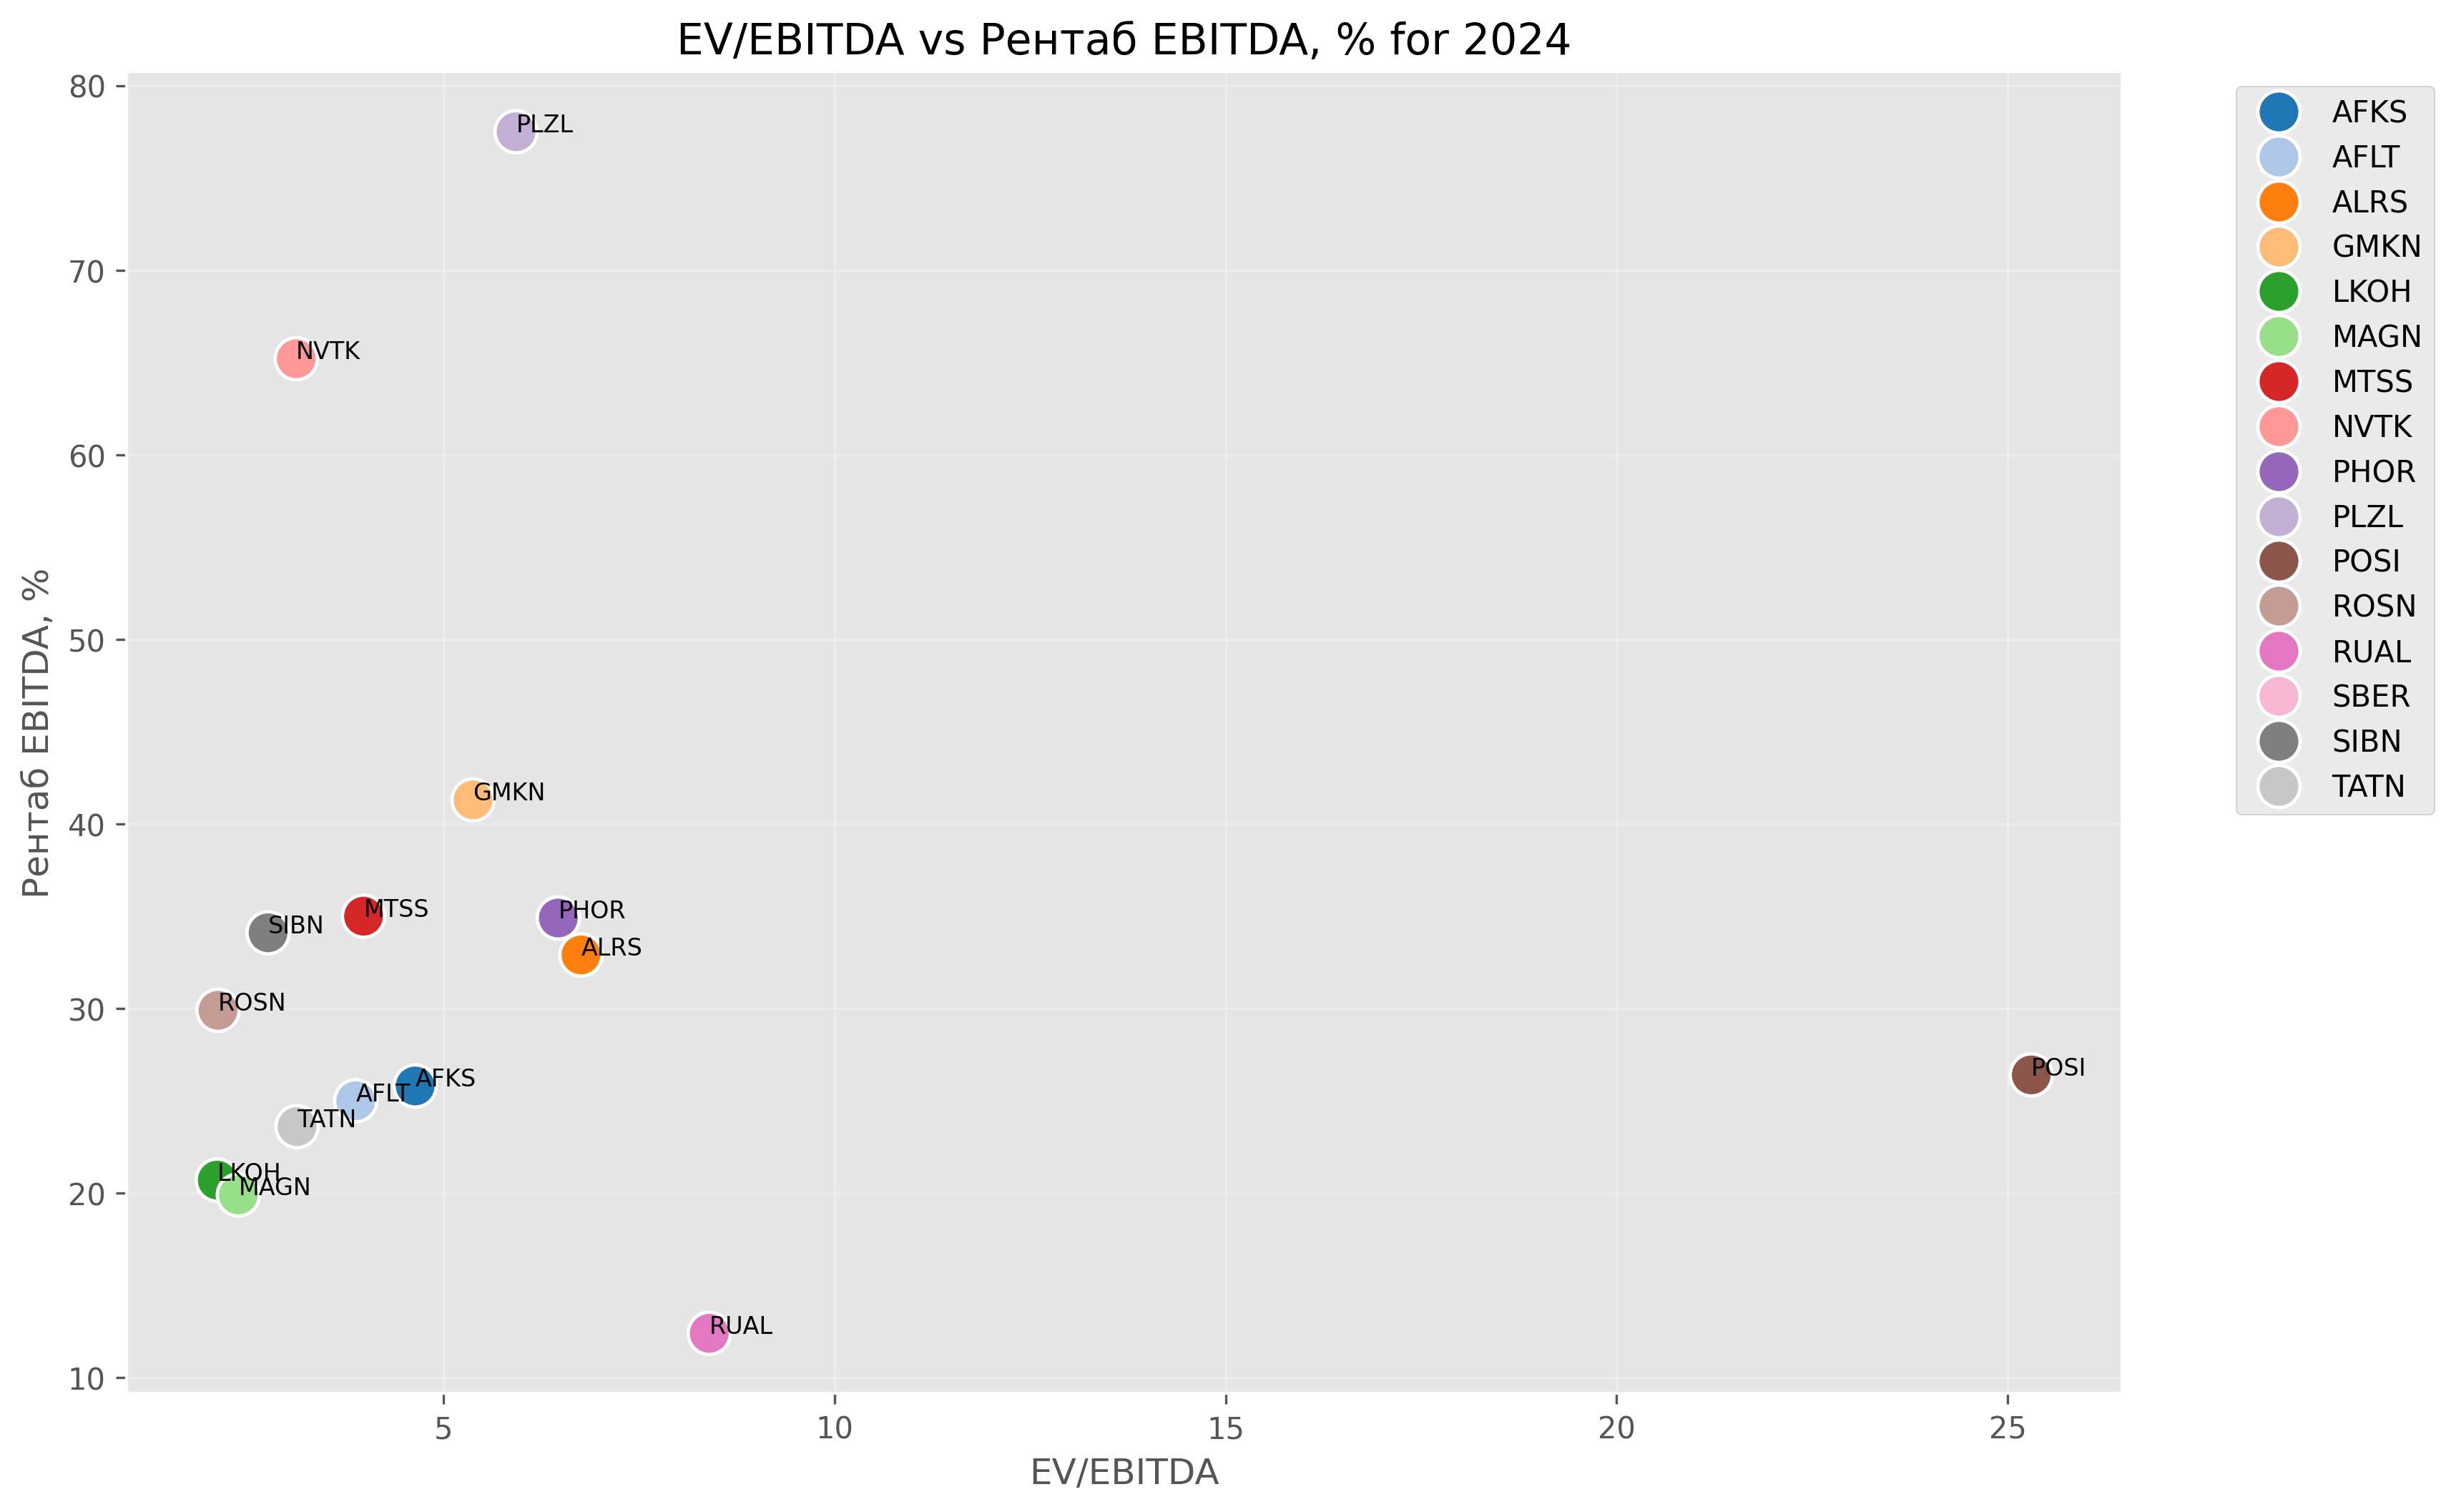 EV/EBITDA vs Рентаб EBITDA, % for 2024
Рентаб EBITDA, %
80
70
60
50
40
30
20
10
PLZL
NVTK
GMKN
MTSS
PHOR
SIBN
ALRS
ROSN
POSI
AFKS
AFLT
TATN
LKOH
MAGN
RUAL
5
10
15
20
25
EV/EBITDA
AFKS
AFLT
ALRS
GMKN
LKOH
MAGN
MTSS
NVTK
PHOR
PLZL
POSI
ROSN
RUAL
SBER
SIBN
TATN